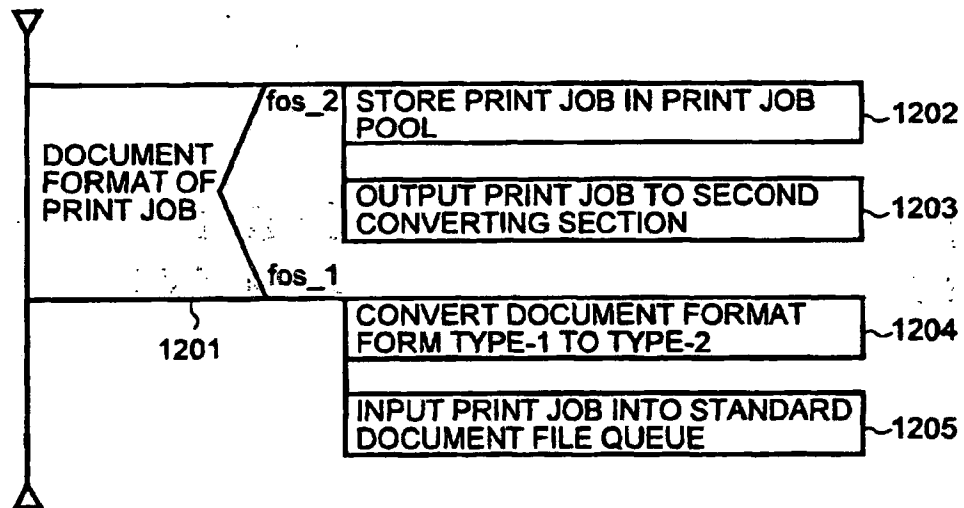 fos_2
STORE PRINT JOB IN PRINT JOB
POOL
1202
DOCUMENT
FORMAT OF
PRINT JOB
OUTPUT PRINT JOB TO SECOND
CONVERTING SECTION
1203
fos_1
1201
CONVERT DOCUMENT FORMAT
FORM TYPE-1 TO TYPE-2
1204
INPUT PRINT JOB INTO STANDARD
DOCUMENT FILE QUEUE
1205